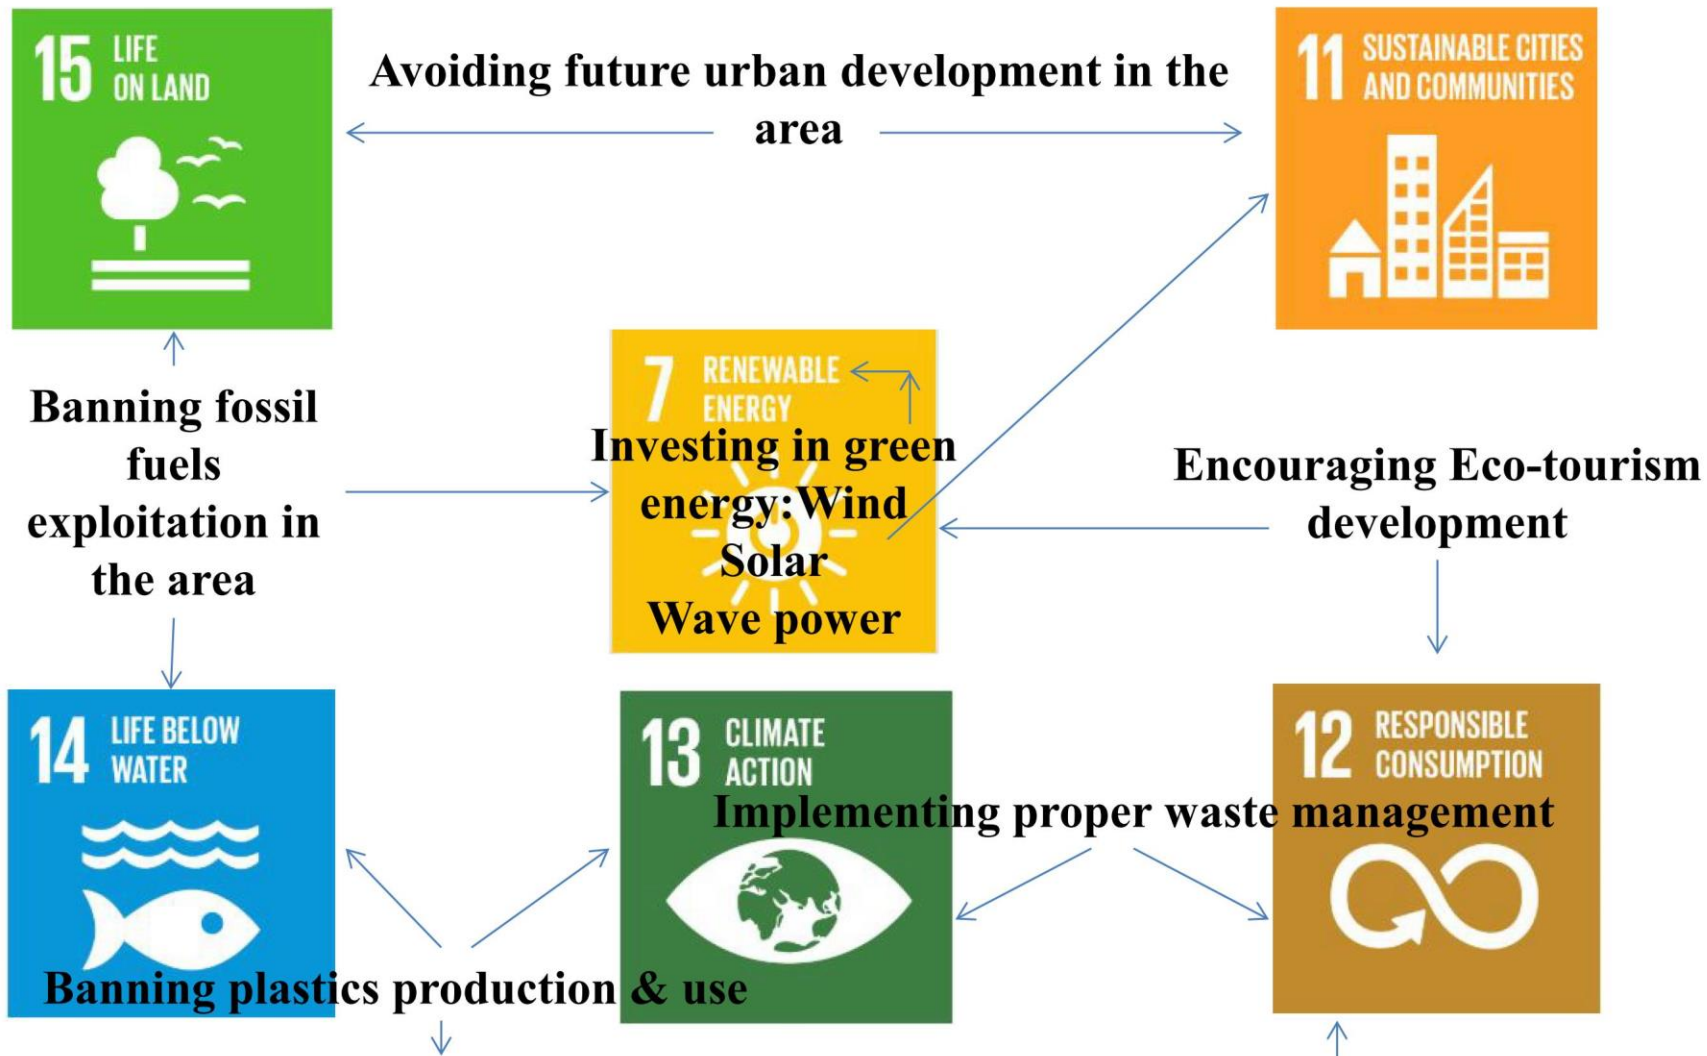 15 LIFE
ON LAND
Avoiding future urban development in the
area
11 SUSTAINABLE CITIES
AND COMMUNITIES
Banning fossil
fuels
exploitation in
the area
7 RENEWABLE
ENERGY
Investing in green
energy:Wind
Solar
Wave power
Encouraging Eco-tourism
development
14 LIFE BELOW
WATER
13 CLIMATE
ACTION
12 RESPONSIBLE
CONSUMPTION
Implementing proper waste management
Banning plastics production & use